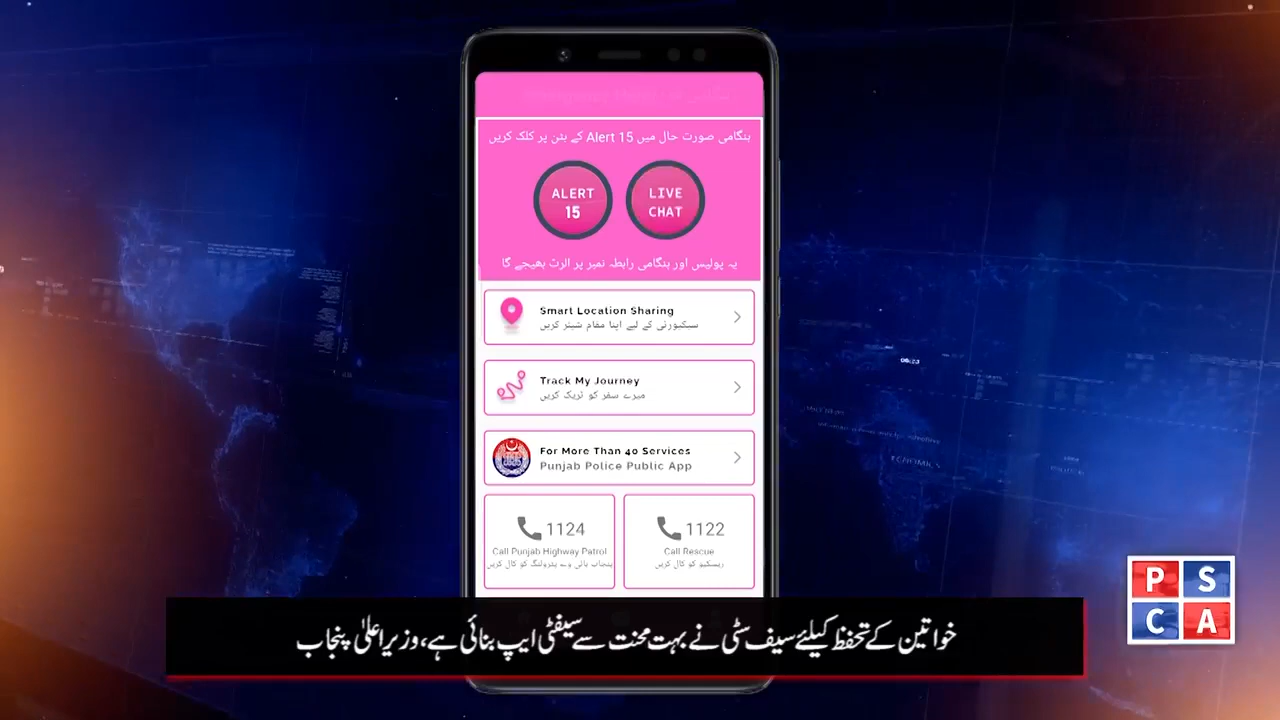 ہنگامی صورت حال میں Alert 15 کے بٹن پر کلک کریں
ALERT
15
LIVE
CHAT
یہ پولیس اور ہنگامی رابطہ نمبر پر الرٹ بھیجے گا
Smart Location Sharing
سیکیورٹی کے لیے اپنا مقام شیئر کریں
Track My Journey
میرے سفر کو ٹریک کریں
For More Than 40 Services
Punjab Police Public App
1124
Call Punjab Highway Patrol
پنجاب ہائی وے پٹرولنگ کو کال کریں
1122
Call Rescue
ریسکیو کو کال کریں
خواتین کے تحفظ کیلئے سیف سٹی نے بہت محنت سے سیفٹی ایپ بنائی ہے، وزیراعلیٰ پنجاب
P S
C A